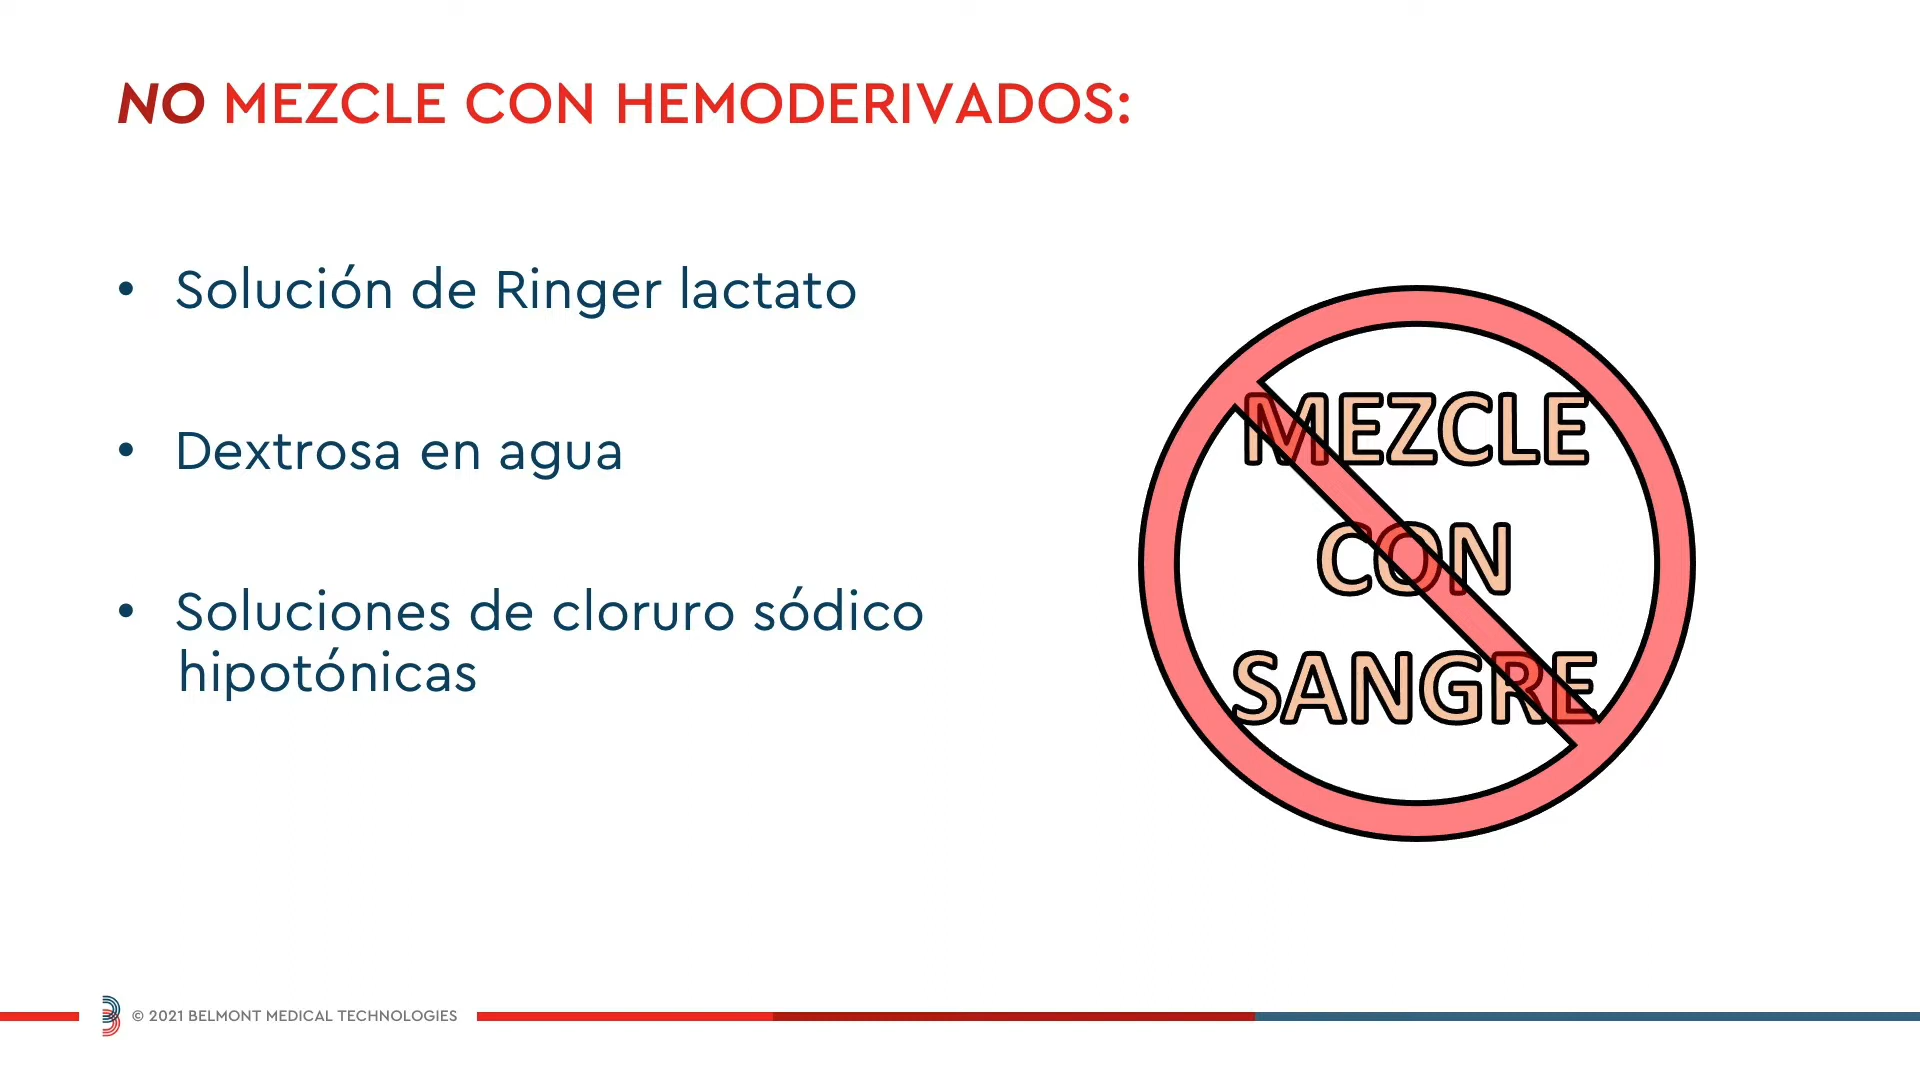 NO MEZCLE CON HEMODERIVADOS:
• Solución de Ringer lactato
• Dextrosa en agua
• Soluciones de cloruro sódico
hipotónicas
MEZCLE
CON
SANGRE
© 2021 BELMONT MEDICAL TECHNOLOGIES